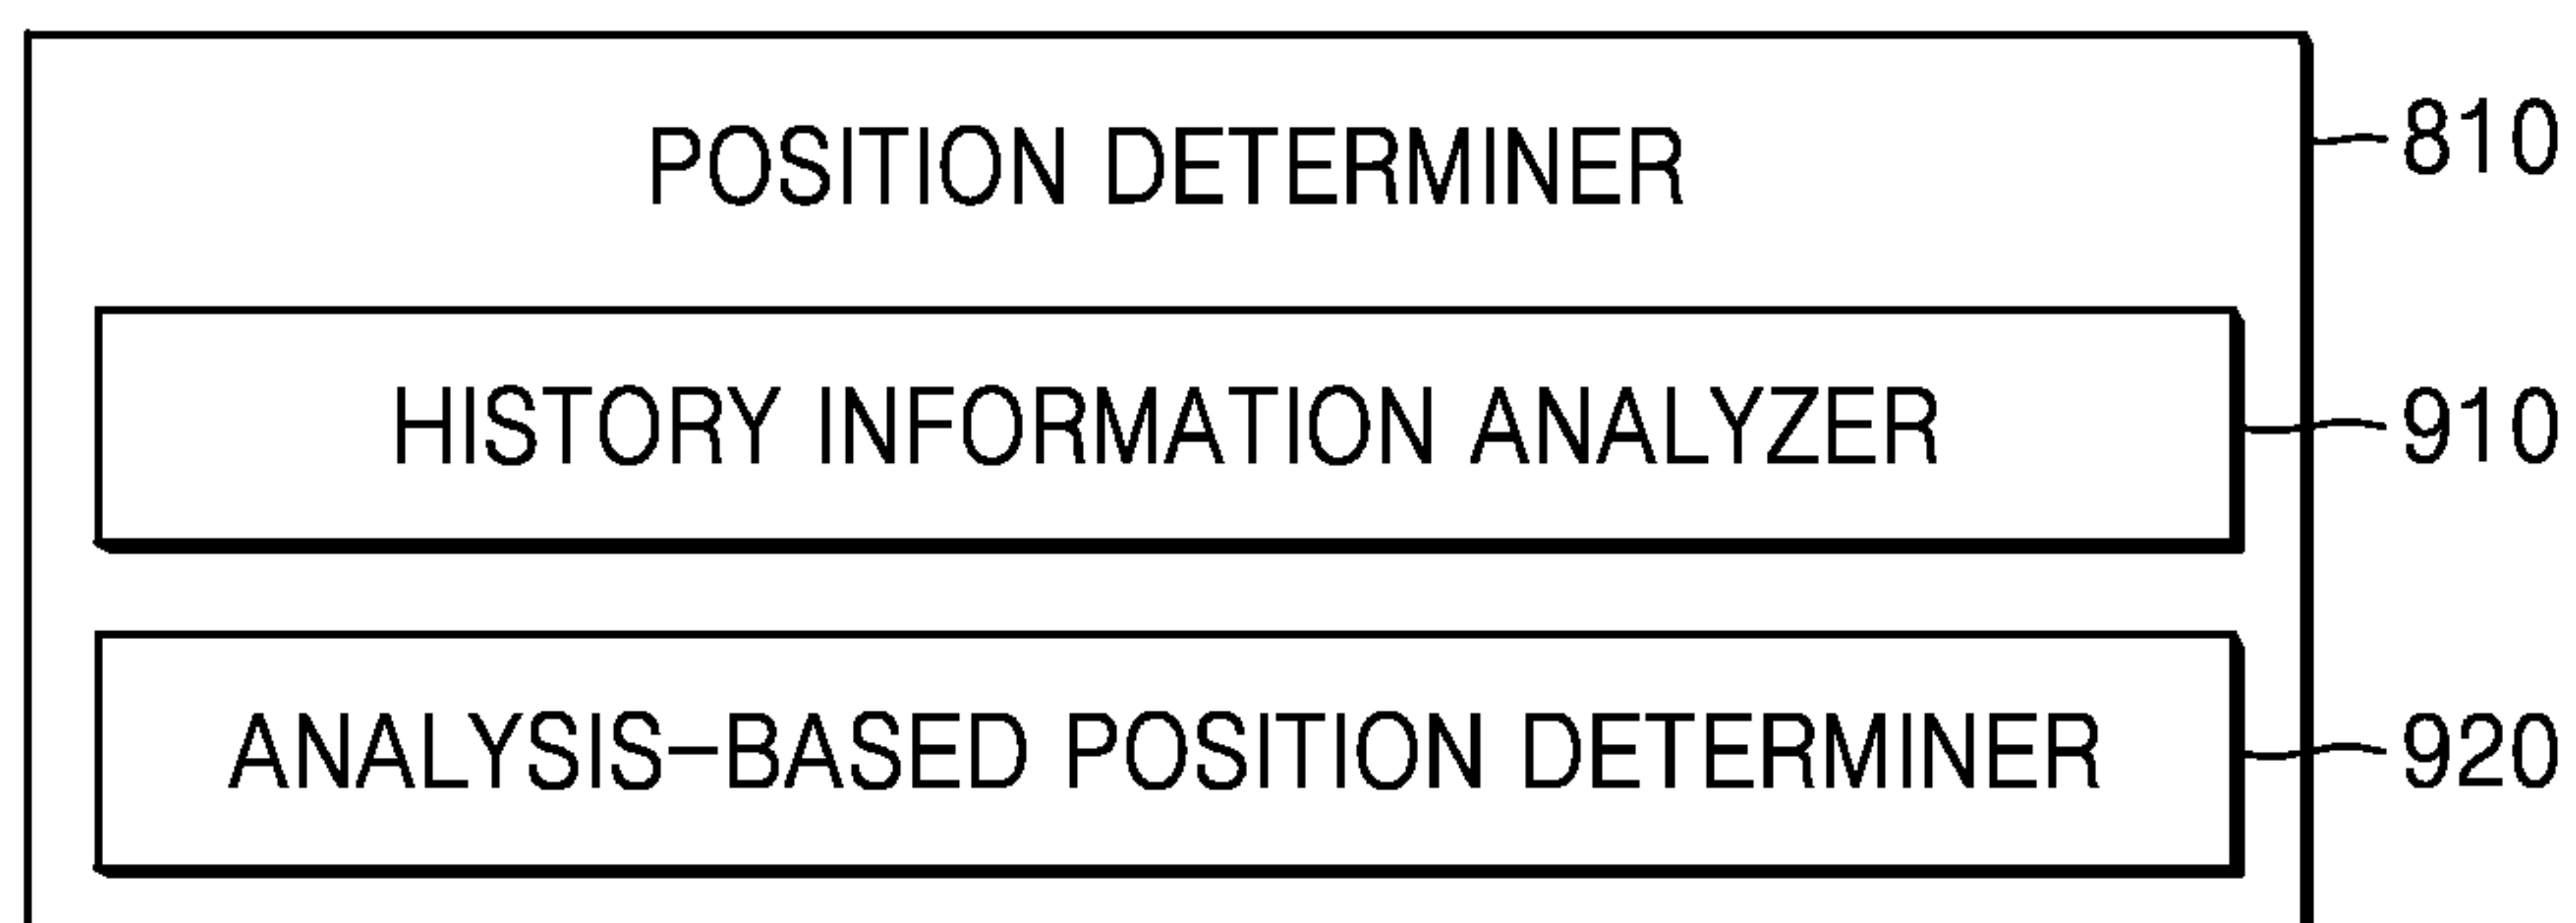 POSITION DETERMINER
810
HISTORY INFORMATION ANALYZER
910
ANALYSIS-BASED POSITION DETERMINER
920